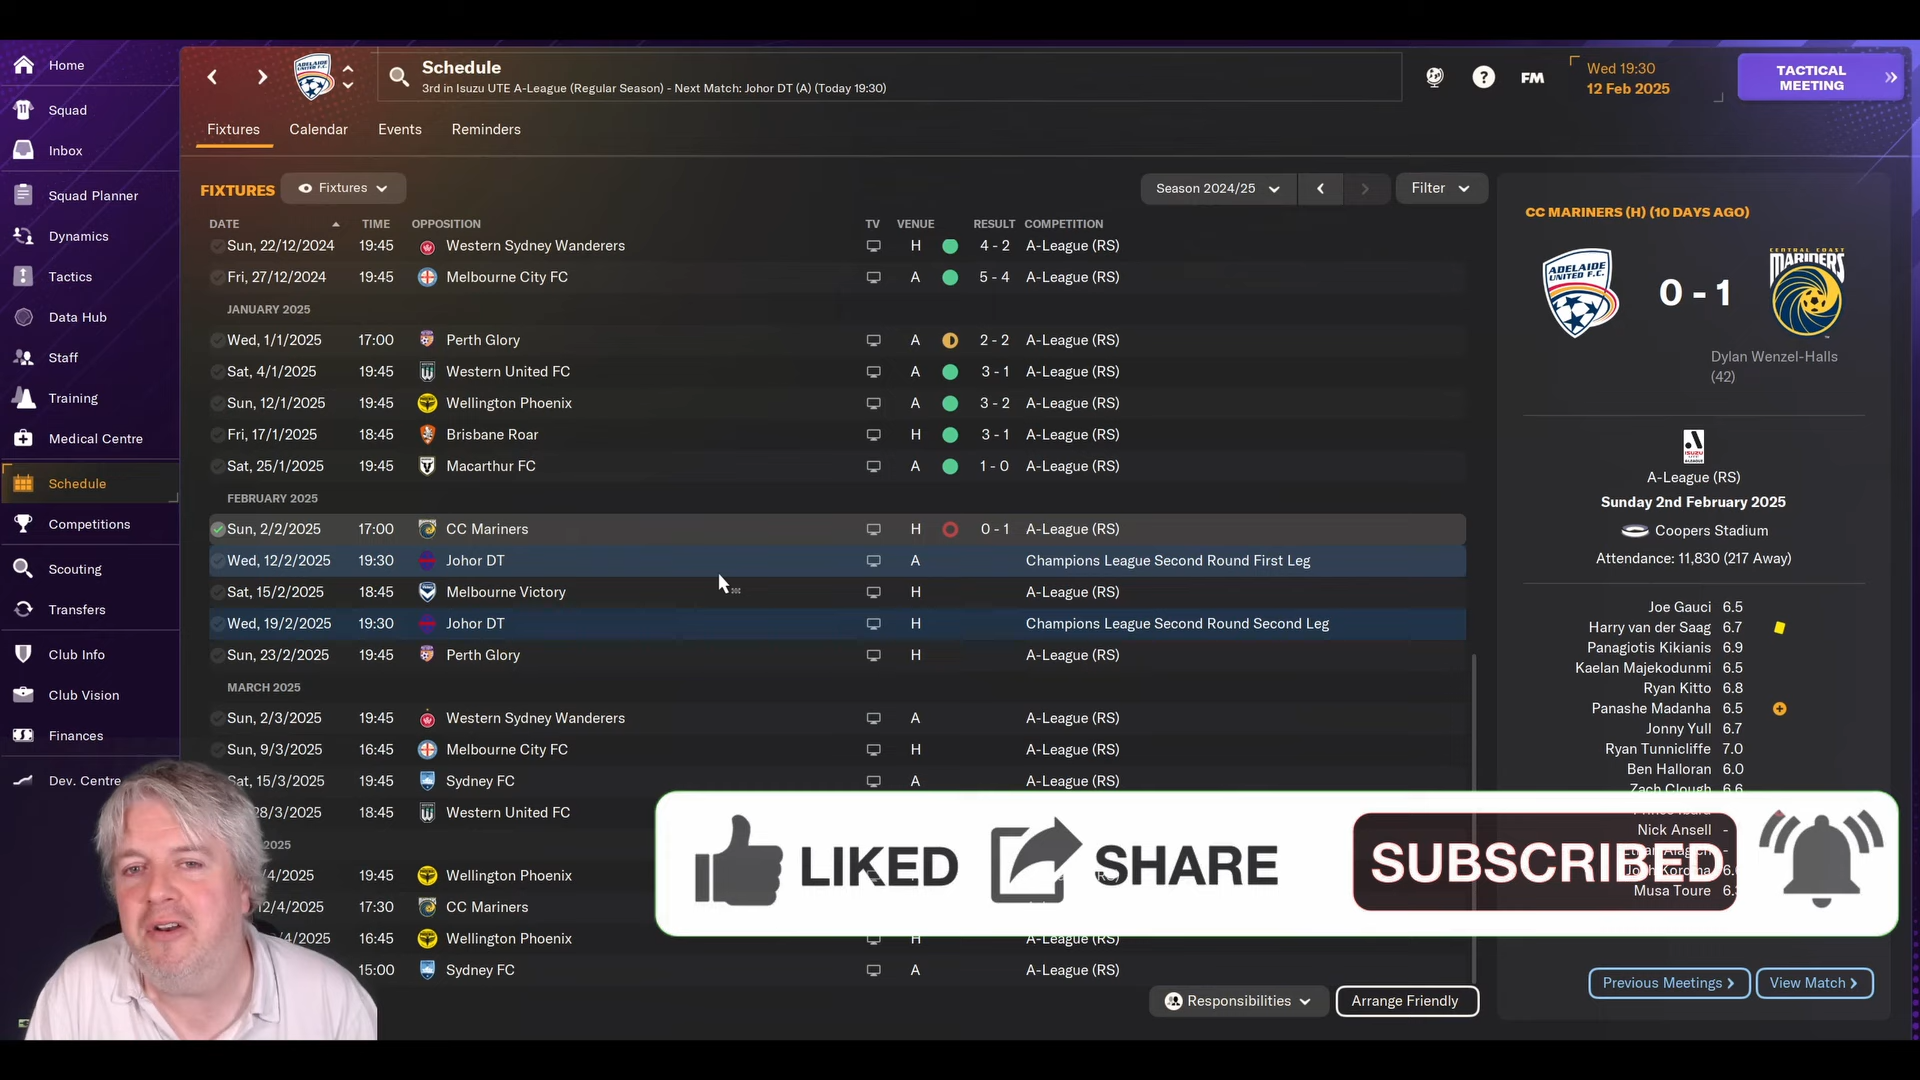 Home
Squad
Inbox
Squad Planner
Dynamics
Tactics
Data Hub
Staff
Training
Medical Centre
Schedule
Competitions
Scouting
Transfers
Club Info
Club Vision
Finances
Dev. Centre
ADELAIDE UNITED F.C.
Schedule
3rd in Isuzu UTE A-League (Regular Season) - Next Match: Johor DT (A) (Today 19:30)
? FM
Wed 19:30
12 Feb 2025
TACTICAL MEETING
Fixtures Calendar Events Reminders
FIXTURES Fixtures Season 2024/25 Filter
DATE TIME OPPOSITION TV VENUE RESULT COMPETITION
Sun, 22/12/2024 19:45 Western Sydney Wanderers H 4 - 2 A-League (RS)
Fri, 27/12/2024 19:45 Melbourne City FC A 5 - 4 A-League (RS)
JANUARY 2025
Wed, 1/1/2025 17:00 Perth Glory A 2 - 2 A-League (RS)
Sat, 4/1/2025 19:45 Western United FC A 3 - 1 A-League (RS)
Sun, 12/1/2025 19:45 Wellington Phoenix A 3 - 2 A-League (RS)
Fri, 17/1/2025 18:45 Brisbane Roar H 3 - 1 A-League (RS)
Sat, 25/1/2025 19:45 Macarthur FC A 1 - 0 A-League (RS)
FEBRUARY 2025
Sun, 2/2/2025 17:00 CC Mariners H 0 - 1 A-League (RS)
Wed, 12/2/2025 19:30 Johor DT A Champions League Second Round First Leg
Sat, 15/2/2025 18:45 Melbourne Victory H A-League (RS)
Wed, 19/2/2025 19:30 Johor DT H Champions League Second Round Second Leg
Sun, 23/2/2025 19:45 Perth Glory H A-League (RS)
MARCH 2025
Sun, 2/3/2025 19:45 Western Sydney Wanderers A A-League (RS)
Sun, 9/3/2025 16:45 Melbourne City FC H A-League (RS)
Sat, 15/3/2025 19:45 Sydney FC A A-League (RS)
28/3/2025 18:45 Western United FC
2025
/4/2025 19:45 Wellington Phoenix
12/4/2025 17:30 CC Mariners
/4/2025 16:45 Wellington Phoenix H A-League (RS)
15:00 Sydney FC A A-League (RS)
Responsibilities Arrange Friendly
CC MARINERS (H) (10 DAYS AGO)
ADELAIDE UNITED F.C.
0 - 1
CENTRAL COAST MARINERS
Dylan Wenzel-Halls
(42)
ISUZU UTE A-LEAGUE
A-League (RS)
Sunday 2nd February 2025
Coopers Stadium
Attendance: 11,830 (217 Away)
Joe Gauci 6.5
Harry van der Saag 6.7
Panagiotis Kikianis 6.9
Kaelan Majekodunmi 6.5
Ryan Kitto 6.8
Panashe Madanha 6.5
Jonny Yull 6.7
Ryan Tunnicliffe 7.0
Ben Halloran 6.0
Zach Clough 6.6
Nick Ansell -
Musa Toure
Previous Meetings View Match
LIKED SHARE SUBSCRIBED